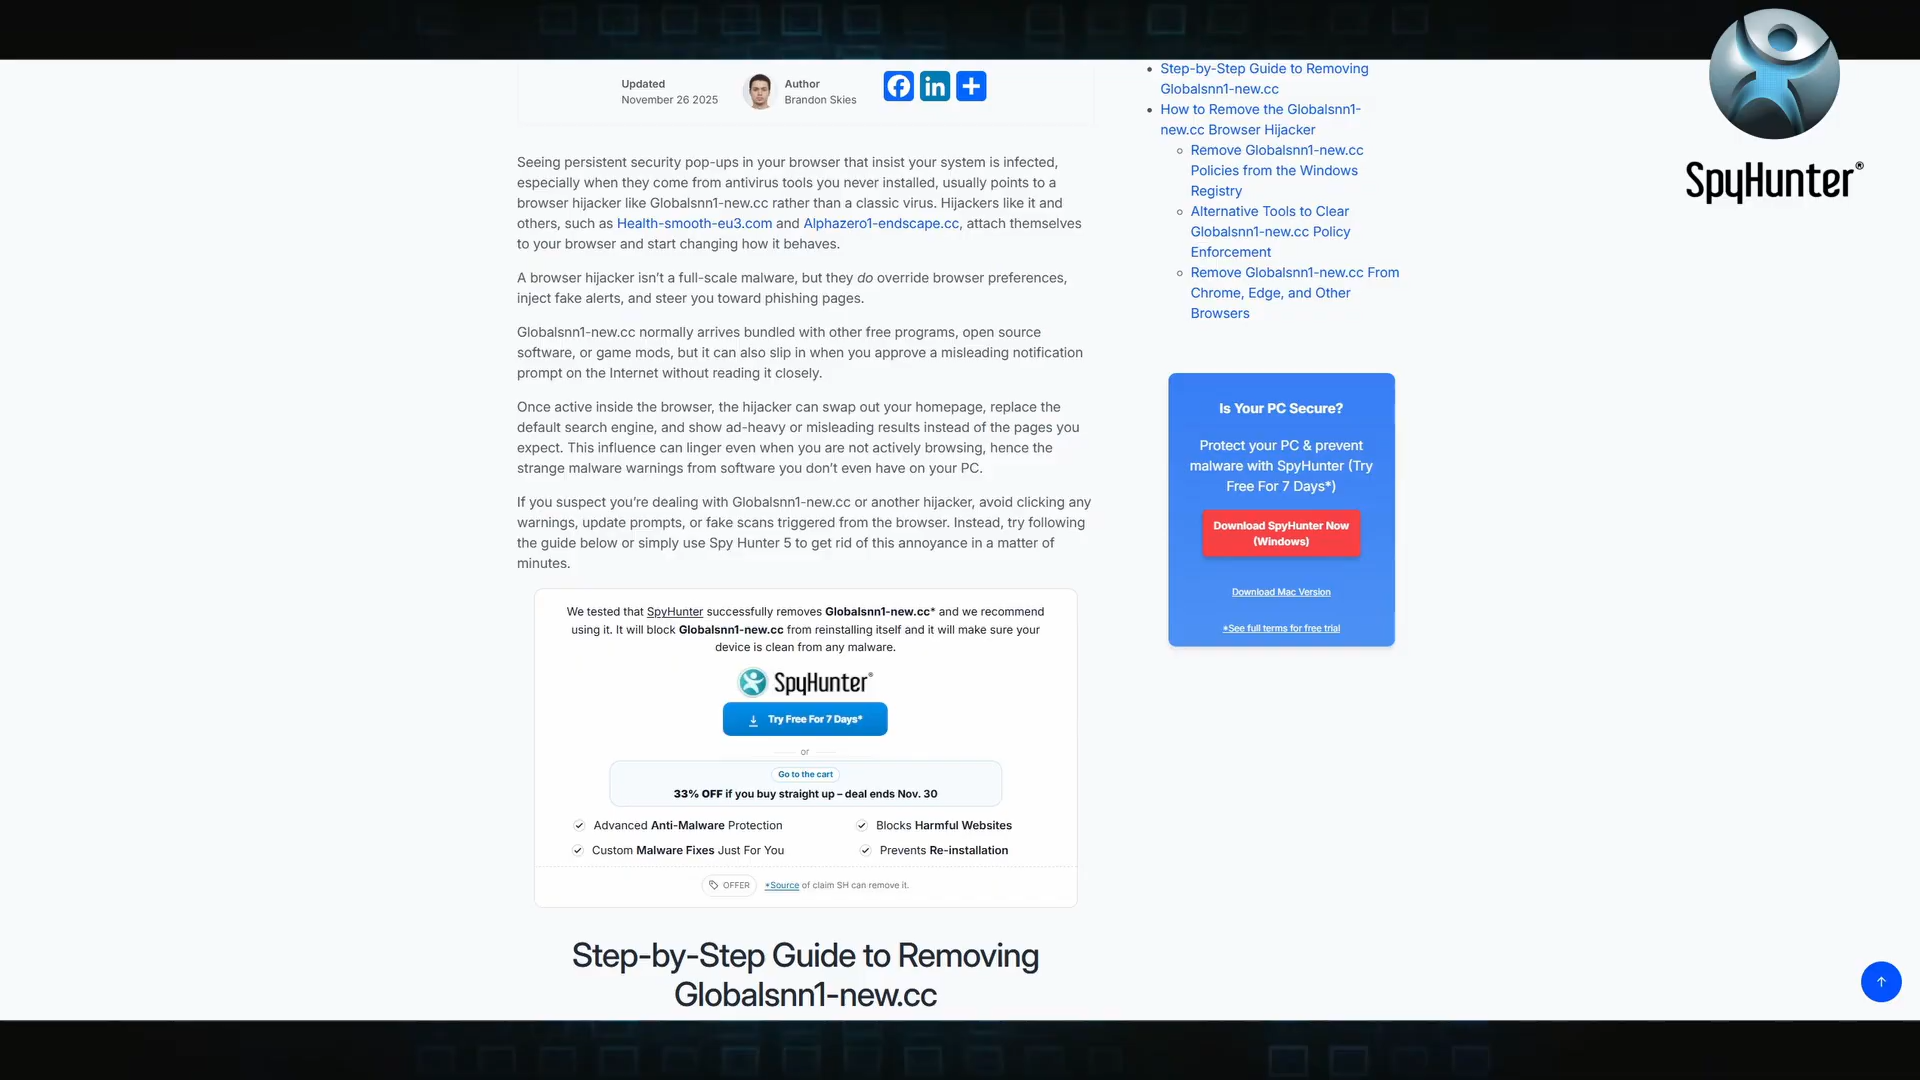 Updated
November 26 2025
Author
Brandon Skies
Seeing persistent security pop-ups in your browser that insist your system is infected,
especially when they come from antivirus tools you never installed, usually points to a
browser hijacker like Globalsnn1-new.cc rather than a classic virus. Hijackers like it and
others, such as Health-smooth-eu3.com and Alphazero1-endscape.cc, attach themselves
to your browser and start changing how it behaves.
A browser hijacker isn't a full-scale malware, but they do override browser preferences,
inject fake alerts, and steer you toward phishing pages.
Globalsnn1-new.cc normally arrives bundled with other free programs, open source
software, or game mods, but it can also slip in when you approve a misleading notification
prompt on the Internet without reading it closely.
Once active inside the browser, the hijacker can swap out your homepage, replace the
default search engine, and show ad-heavy or misleading results instead of the pages you
expect. This influence can linger even when you are not actively browsing, hence the
strange malware warnings from software you don't even have on your PC.
If you suspect you're dealing with Globalsnn1-new.cc or another hijacker, avoid clicking any
warnings, update prompts, or fake scans triggered from the browser. Instead, try following
the guide below or simply use Spy Hunter 5 to get rid of this annoyance in a matter of
minutes.
We tested that SpyHunter successfully removes Globalsnn1-new.cc* and we recommend
using it. It will block Globalsnn1-new.cc from reinstalling itself and it will make sure your
device is clean from any malware.
SpyHunter®
Try Free For 7 Days*
or
Go to the cart
33% OFF if you buy straight up – deal ends Nov. 30
Advanced Anti-Malware Protection
Blocks Harmful Websites
Custom Malware Fixes Just For You
Prevents Re-installation
OFFER
*Source of claim SH can remove it.
Step-by-Step Guide to Removing
Globalsnn1-new.cc
Step-by-Step Guide to Removing
Globalsnn1-new.cc
How to Remove the Globalsnn1-
new.cc Browser Hijacker
Remove Globalsnn1-new.cc
Policies from the Windows
Registry
Alternative Tools to Clear
Globalsnn1-new.cc Policy
Enforcement
Remove Globalsnn1-new.cc From
Chrome, Edge, and Other
Browsers
Is Your PC Secure?
Protect your PC & prevent
malware with SpyHunter (Try
Free For 7 Days*)
Download SpyHunter Now
(Windows)
Download Mac Version
*See full terms for free trial
SpyHunter®